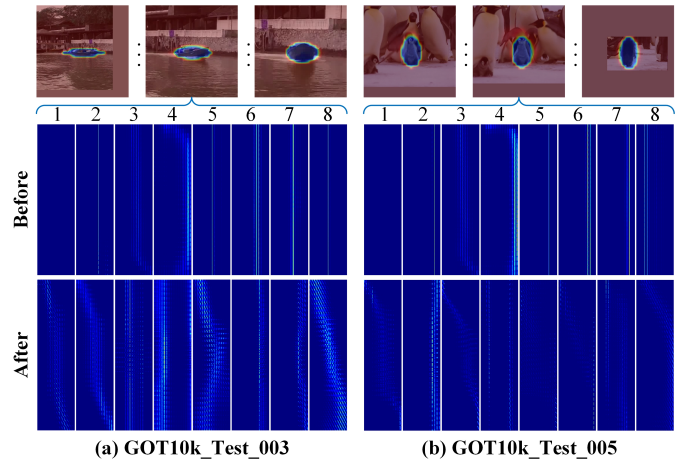 1 2 3 4 5 6 7 8
1 2 3 4 5 6 7 8
Before
After
(a) GOT10k_Test_003
(b) GOT10k_Test_005